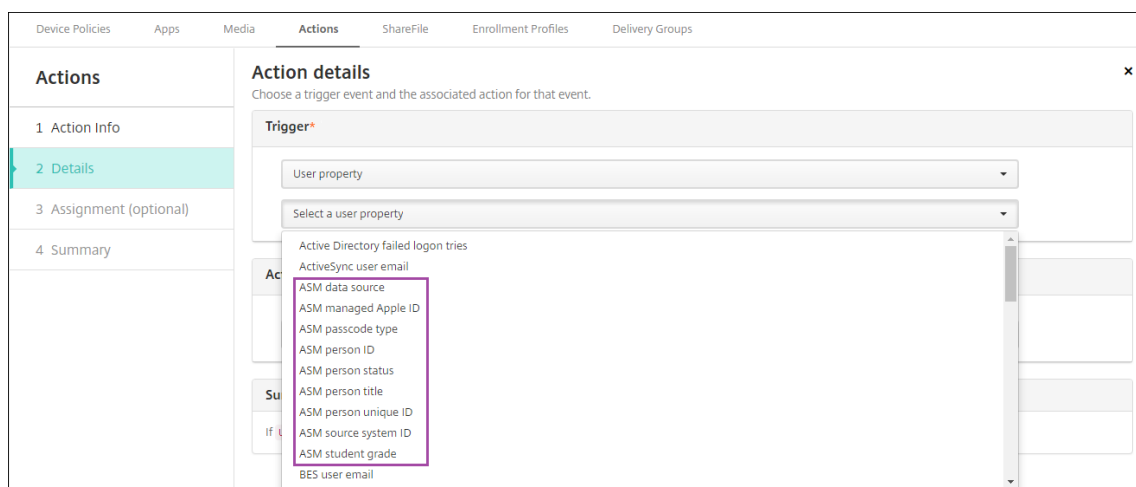 Device Policies Apps Media Actions ShareFile Enrollment Profiles Delivery Groups
Actions
1 Action Info
2 Details
3 Assignment (optional)
4 Summary
Action details
Choose a trigger event and the associated action for that event.
Trigger*
User property
Select a user property
Active Directory failed logon tries
ActiveSync user email
ASM data source
ASM managed Apple ID
ASM passcode type
ASM person ID
ASM person status
ASM person title
ASM person unique ID
ASM source system ID
ASM student grade
BES user email
If